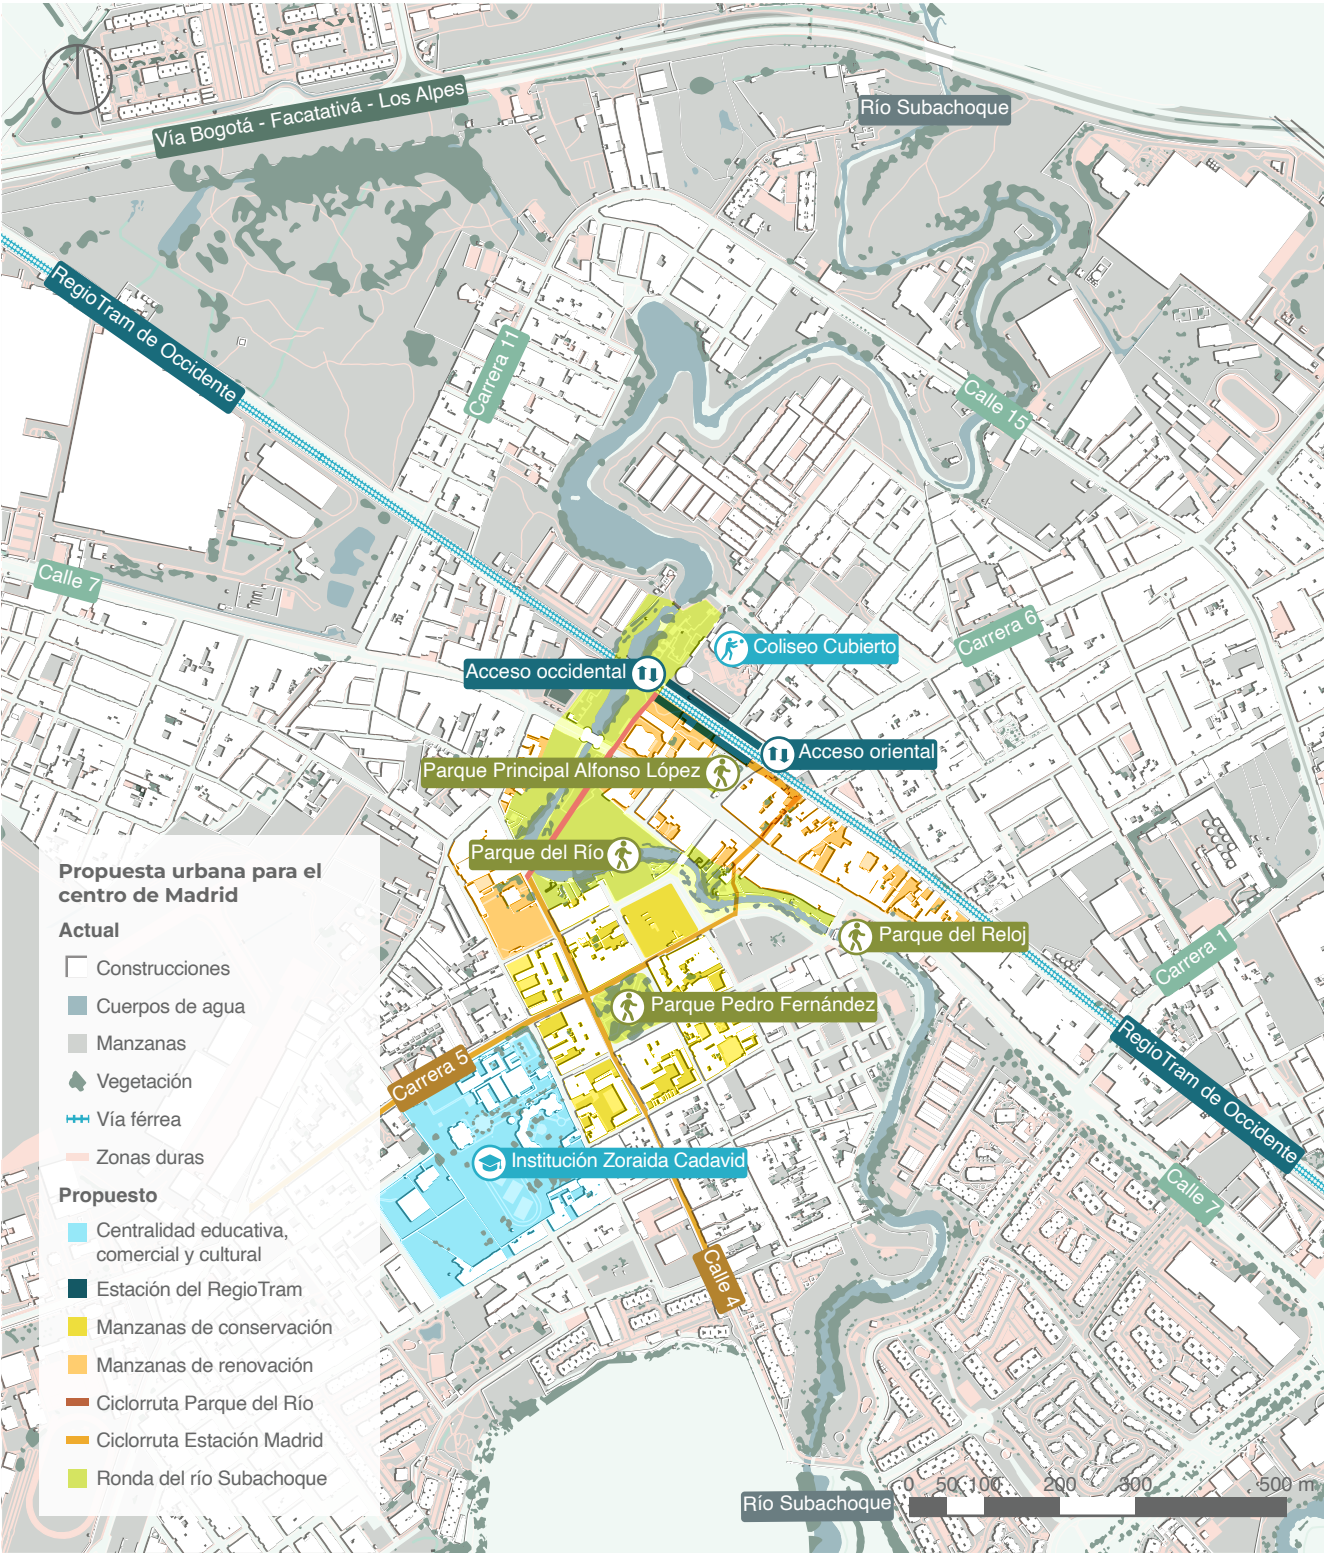 Río Subachoque
Vía Bogotá - Facatativá - Los Alpes
RegioTram de Occidente
Carrera 11
Calle 15
Calle 7
Carrera 6
Coliseo Cubierto
Acceso occidental
Acceso oriental
Parque Principal Alfonso López
Parque del Río
Parque del Reloj
Carrera 1
Parque Pedro Fernández
Carrera 5
RegioTram de Occidente
Institución Zoraida Cadavid
Calle 7
Calle 4
Propuesta urbana para el
centro de Madrid
Actual
Construcciones
Cuerpos de agua
Manzanas
Vegetación
Vía férrea
Zonas duras
Propuesto
Centralidad educativa,
comercial y cultural
Estación del RegioTram
Manzanas de conservación
Manzanas de renovación
Ciclorruta Parque del Río
Ciclorruta Estación Madrid
Ronda del río Subachoque
Río Subachoque
0 50 100 200 300 500 m